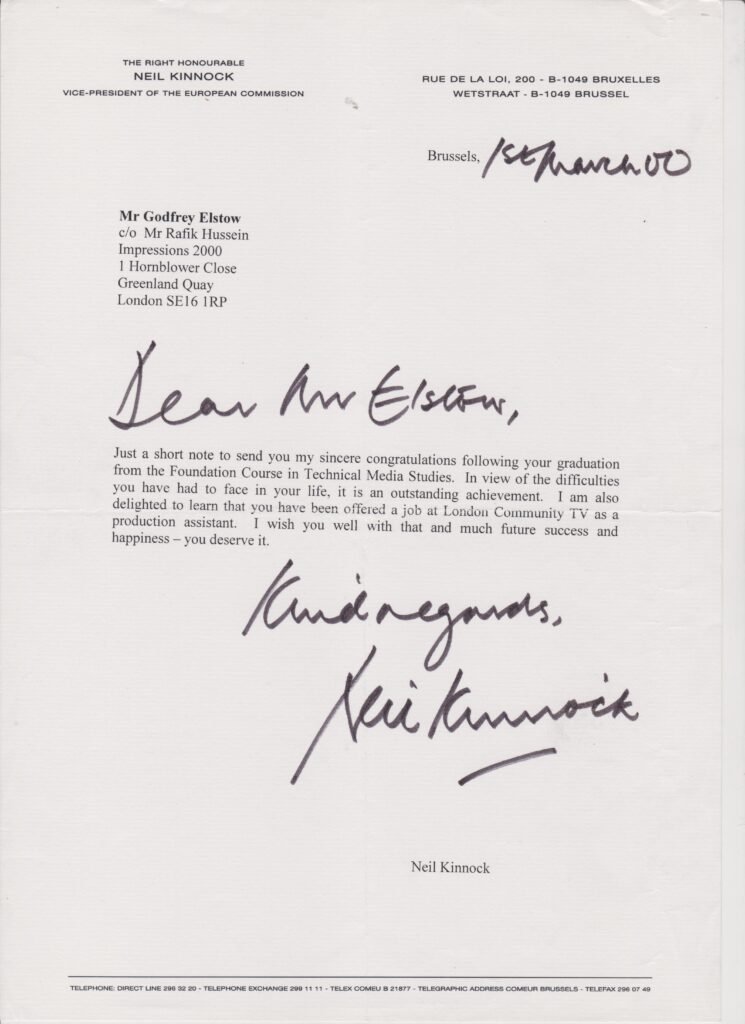 THE RIGHT HONOURABLE
NEIL KINNOCK
VICE-PRESIDENT OF THE EUROPEAN COMMISSION
RUE DE LA LOI, 200 - B-1049 BRUXELLES
WETSTRAAT - B-1049 BRUSSEL
Brussels, 1st March 00
Mr Godfrey Elstow
c/o Mr Rafik Hussein
Impressions 2000
1 Hornblower Close
Greenland Quay
London SE16 1RP
Dear Mr Elstow,
Just a short note to send you my sincere congratulations following your graduation
from the Foundation Course in Technical Media Studies. In view of the difficulties
you have had to face in your life, it is an outstanding achievement. I am also
delighted to learn that you have been offered a job at London Community TV as a
production assistant. I wish you well with that and much future success and
happiness – you deserve it.
Kind regards,
Neil Kinnock
Neil Kinnock
TELEPHONE: DIRECT LINE 296 32 20 - TELEPHONE EXCHANGE 299 11 11 - TELEX COMEU B 21877 - TELEGRAPHIC ADDRESS COMEUR BRUSSELS - TELEFAX 296 07 49